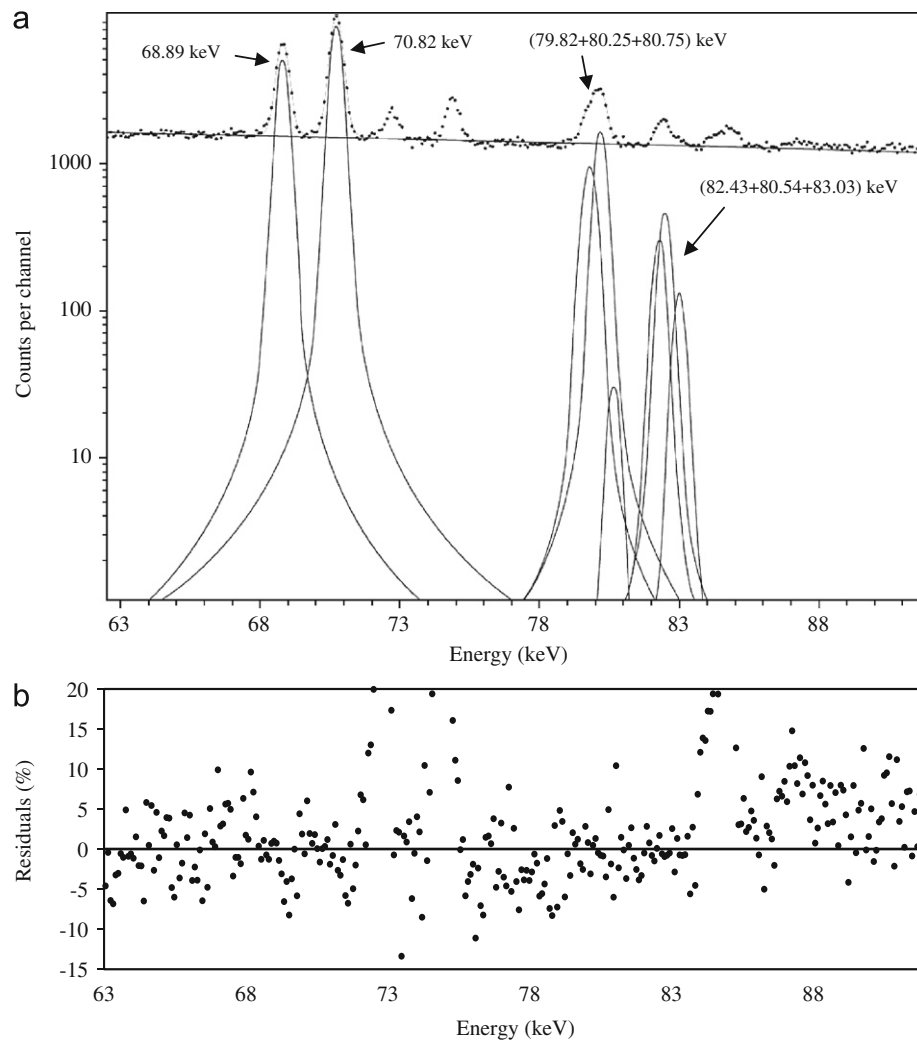 a
68.89 keV
70.82 keV
(79.82+80.25+80.75) keV
(82.43+80.54+83.03) keV
1000
100
10
Counts per channel
63
68
73
78
83
88
Energy (keV)
b
20
15
10
5
0
-5
-10
-15
Residuals (%)
63
68
73
78
83
88
Energy (keV)